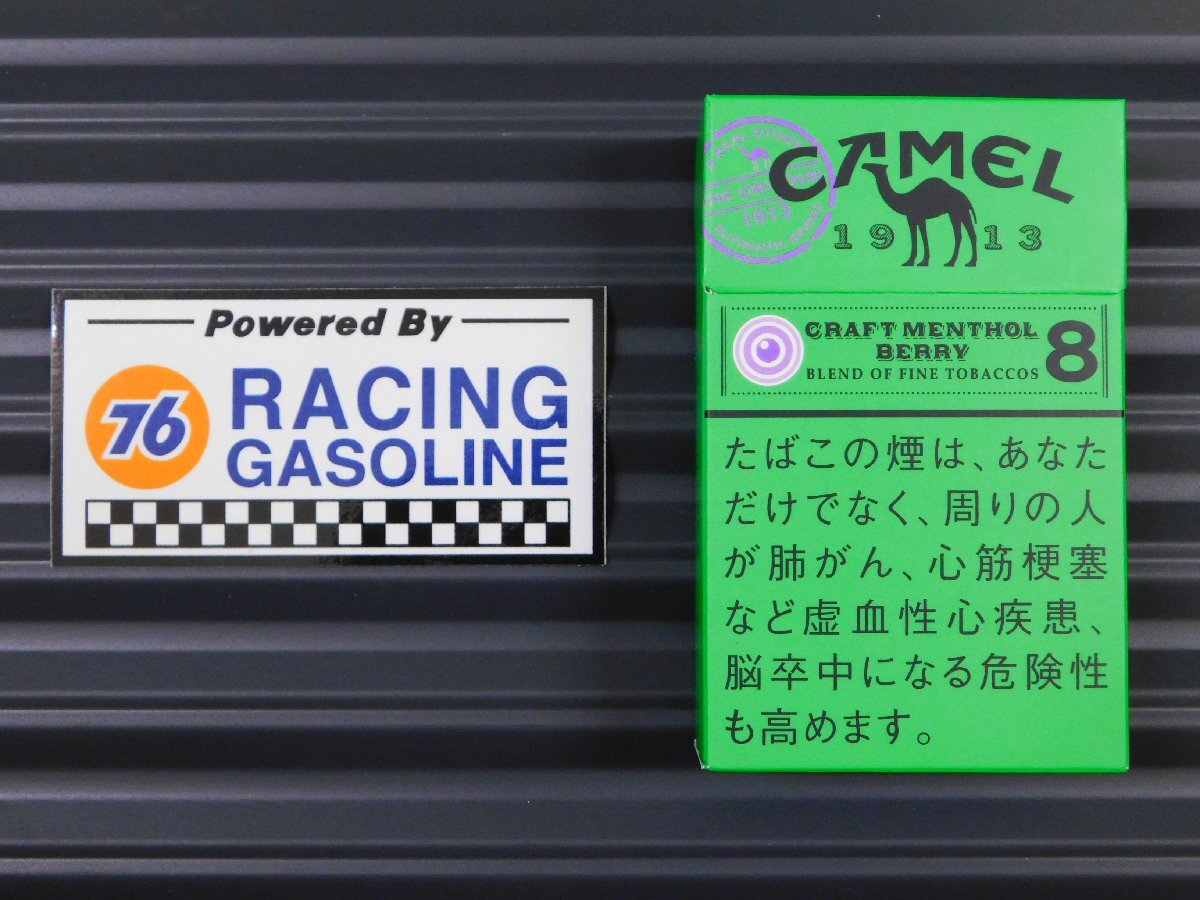 Powered By
76
RACING
GASOLINE
CAMEL
1913
1913
CRAFT MENTHOL
BERRY
8
BLEND OF FINE TOBACCOS
たばこの煙は、あなた
だけでなく、周りの人
が肺がん、心筋梗塞
など虚血性心疾患、
脳卒中になる危険性
も高めます。